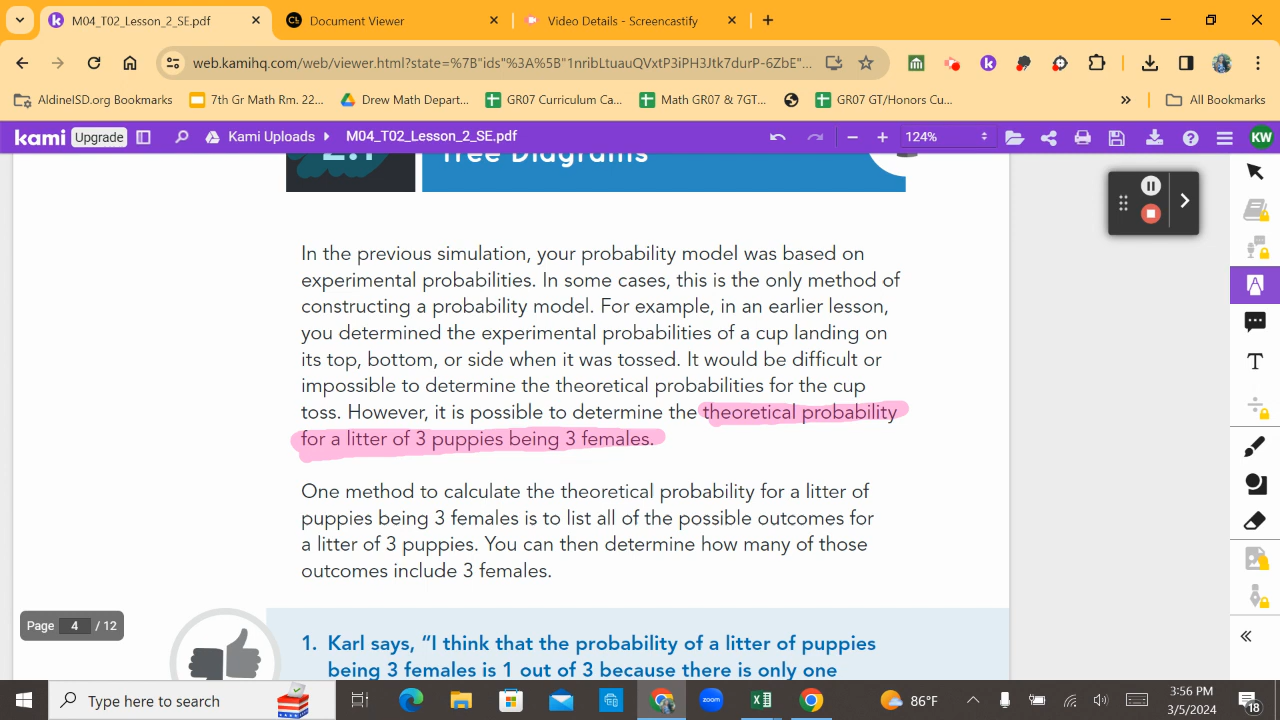 M04_T02_Lesson_2_SE.pdf
Document Viewer
Video Details - Screencastify
web.kamihq.com/web/viewer.html?state=%7B"ids"%3A%5B"1nribLtuauQVxtP3iPH3Jtk7durP-6ZbE"...
AldineISD.org Bookmarks
7th Gr Math Rm. 22...
Drew Math Depart...
GR07 Curriculum Ca...
Math GR07 & 7GT...
GR07 GT/Honors Cu...
»
All Bookmarks
kami Upgrade
Kami Uploads
M04_T02_Lesson_2_SE.pdf
124%
KW
2.1
Tree Diagrams
In the previous simulation, your probability model was based on
experimental probabilities. In some cases, this is the only method of
constructing a probability model. For example, in an earlier lesson,
you determined the experimental probabilities of a cup landing on
its top, bottom, or side when it was tossed. It would be difficult or
impossible to determine the theoretical probabilities for the cup
toss. However, it is possible to determine the theoretical probability
for a litter of 3 puppies being 3 females.
One method to calculate the theoretical probability for a litter of
puppies being 3 females is to list all of the possible outcomes for
a litter of 3 puppies. You can then determine how many of those
outcomes include 3 females.
Page 4 / 12
1. Karl says, “I think that the probability of a litter of puppies
being 3 females is 1 out of 3 because there is only one
Type here to search
zoom
86°F
3:56 PM
3/5/2024
18